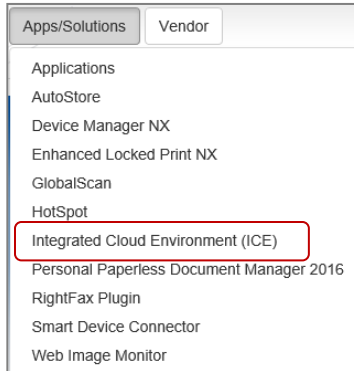 Apps/Solutions Vendor
Applications
AutoStore
Device Manager NX
Enhanced Locked Print NX
GlobalScan
HotSpot
Integrated Cloud Environment (ICE)
Personal Paperless Document Manager 2016
RightFax Plugin
Smart Device Connector
Web Image Monitor